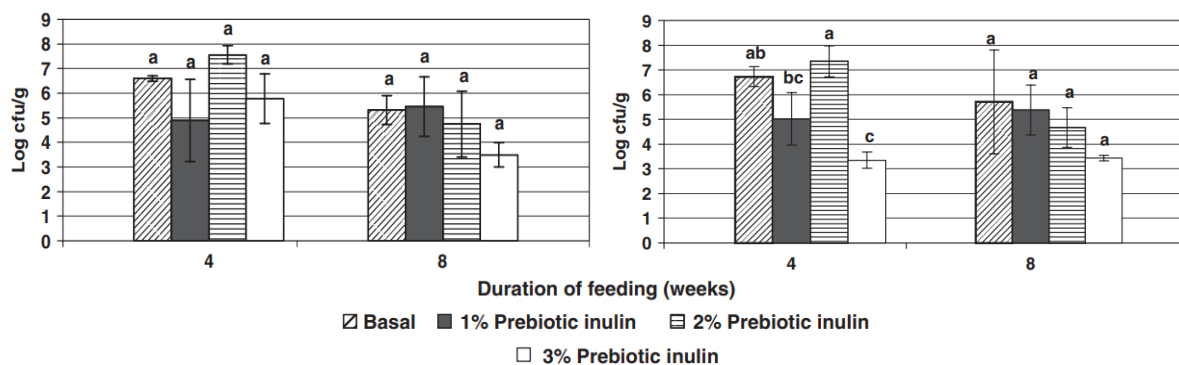 9
8
7
6
5
4
3
2
1
0
Log cfu/g
a a a a
a a a a
4 8
9
8
7
6
5
4
3
2
1
0
Log cfu/g
ab bc a c
a a a a
4 8
Duration of feeding (weeks)
Basal 1% Prebiotic inulin 2% Prebiotic inulin
3% Prebiotic inulin